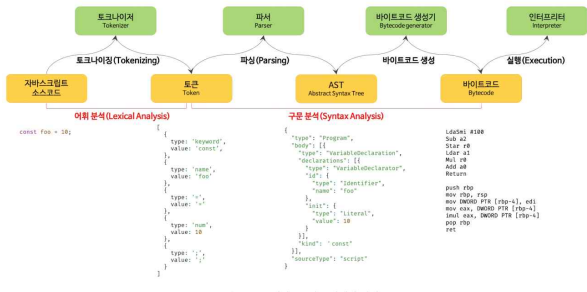 토크나이저
Tokenizer
파서
Parser
바이트코드 생성기
Bytecode generator
인터프리터
Interpreter
토크나이징(Tokenizing)
파싱(Parsing)
바이트코드 생성
실행(Execution)
자바스크립트
소스코드
토큰
Token
AST
Abstract Syntax Tree
바이트코드
Bytecode
어휘 분석(Lexical Analysis)
구문 분석(Syntax Analysis)
const foo = 10;
[
{
type: 'keyword',
value: 'const',
},
{
type: 'name',
value: 'foo'
},
{
type: '=',
value: '='
},
{
type: 'num',
value: 10
},
{
type: ';',
value: ';'
}
]
{
"type": "Program",
"body": [{
"type": "VariableDeclaration",
"declarations": [{
"type": "VariableDeclarator",
"id": {
"type": "Identifier",
"name": "foo"
},
"init": {
"type": "Literal",
"value": 10
}
}],
"kind": 'const"
}],
"sourceType": "script"
}
LdaSmi #100
Sub a2
Star r0
Ldar a1
Mul r0
Add a0
Return
push rbp
mov rbp, rsp
mov DWORD PTR [rbp-4], edi
mov eax, DWORD PTR [rbp-4]
imul eax, DWORD PTR [rbp-4]
pop rbp
ret